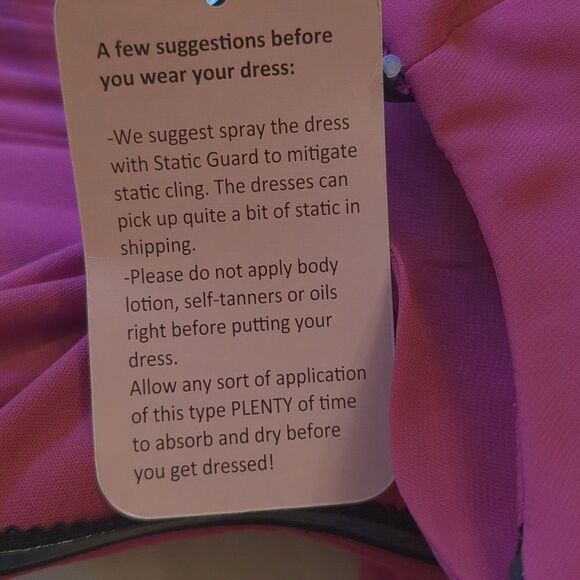 A few suggestions before
you wear your dress:
-We suggest spray the dress
with Static Guard to mitigate
static cling. The dresses can
pick up quite a bit of static in
shipping.
-Please do not apply body
lotion, self-tanners or oils
right before putting your
dress.
Allow any sort of application
of this type PLENTY of time
to absorb and dry before
you get dressed!